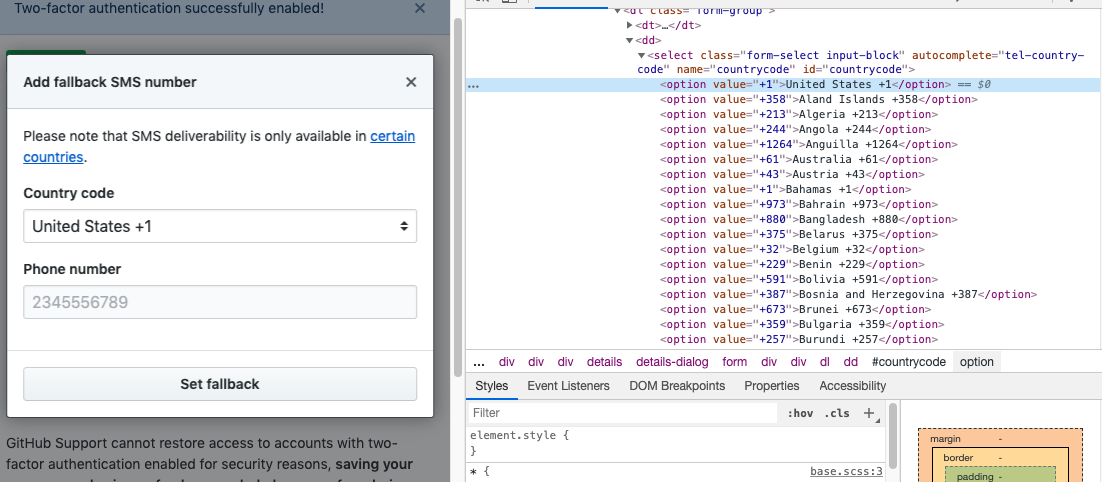 Two-factor authentication successfully enabled!
Add fallback SMS number
Please note that SMS deliverability is only available in certain
countries.
Country code
United States +1
Phone number
2345556789
Set fallback
GitHub Support cannot restore access to accounts with two-
factor authentication enabled for security reasons, saving your
<dl class="form-group">
<dt>…</dt>
<dd>
<select class="form-select input-block" autocomplete="tel-country-
code" name="countrycode" id="countrycode">
… <option value="+1">United States +1</option> == $0
<option value="+358">Aland Islands +358</option>
<option value="+213">Algeria +213</option>
<option value="+244">Angola +244</option>
<option value="+1264">Anguilla +1264</option>
<option value="+61">Australia +61</option>
<option value="+43">Austria +43</option>
<option value="+1">Bahamas +1</option>
<option value="+973">Bahrain +973</option>
<option value="+880">Bangladesh +880</option>
<option value="+375">Belarus +375</option>
<option value="+32">Belgium +32</option>
<option value="+229">Benin +229</option>
<option value="+591">Bolivia +591</option>
<option value="+387">Bosnia and Herzegovina +387</option>
<option value="+673">Brunei +673</option>
<option value="+359">Bulgaria +359</option>
<option value="+257">Burundi +257</option>
… div div div details details-dialog form div div dl dd #countrycode option
Styles Event Listeners DOM Breakpoints Properties Accessibility
Filter :hov .cls +
element.style {
}
* { base.scss:3
margin -
border -
padding -